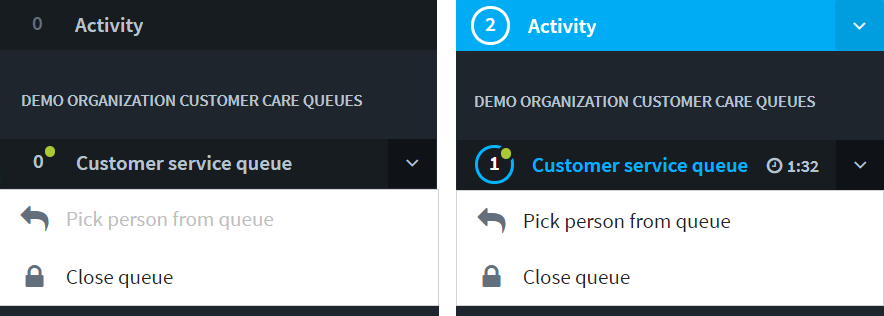 0 Activity
DEMO ORGANIZATION CUSTOMER CARE QUEUES
0 Customer service queue
Pick person from queue
Close queue
2 Activity
DEMO ORGANIZATION CUSTOMER CARE QUEUES
1 Customer service queue 1:32
Pick person from queue
Close queue